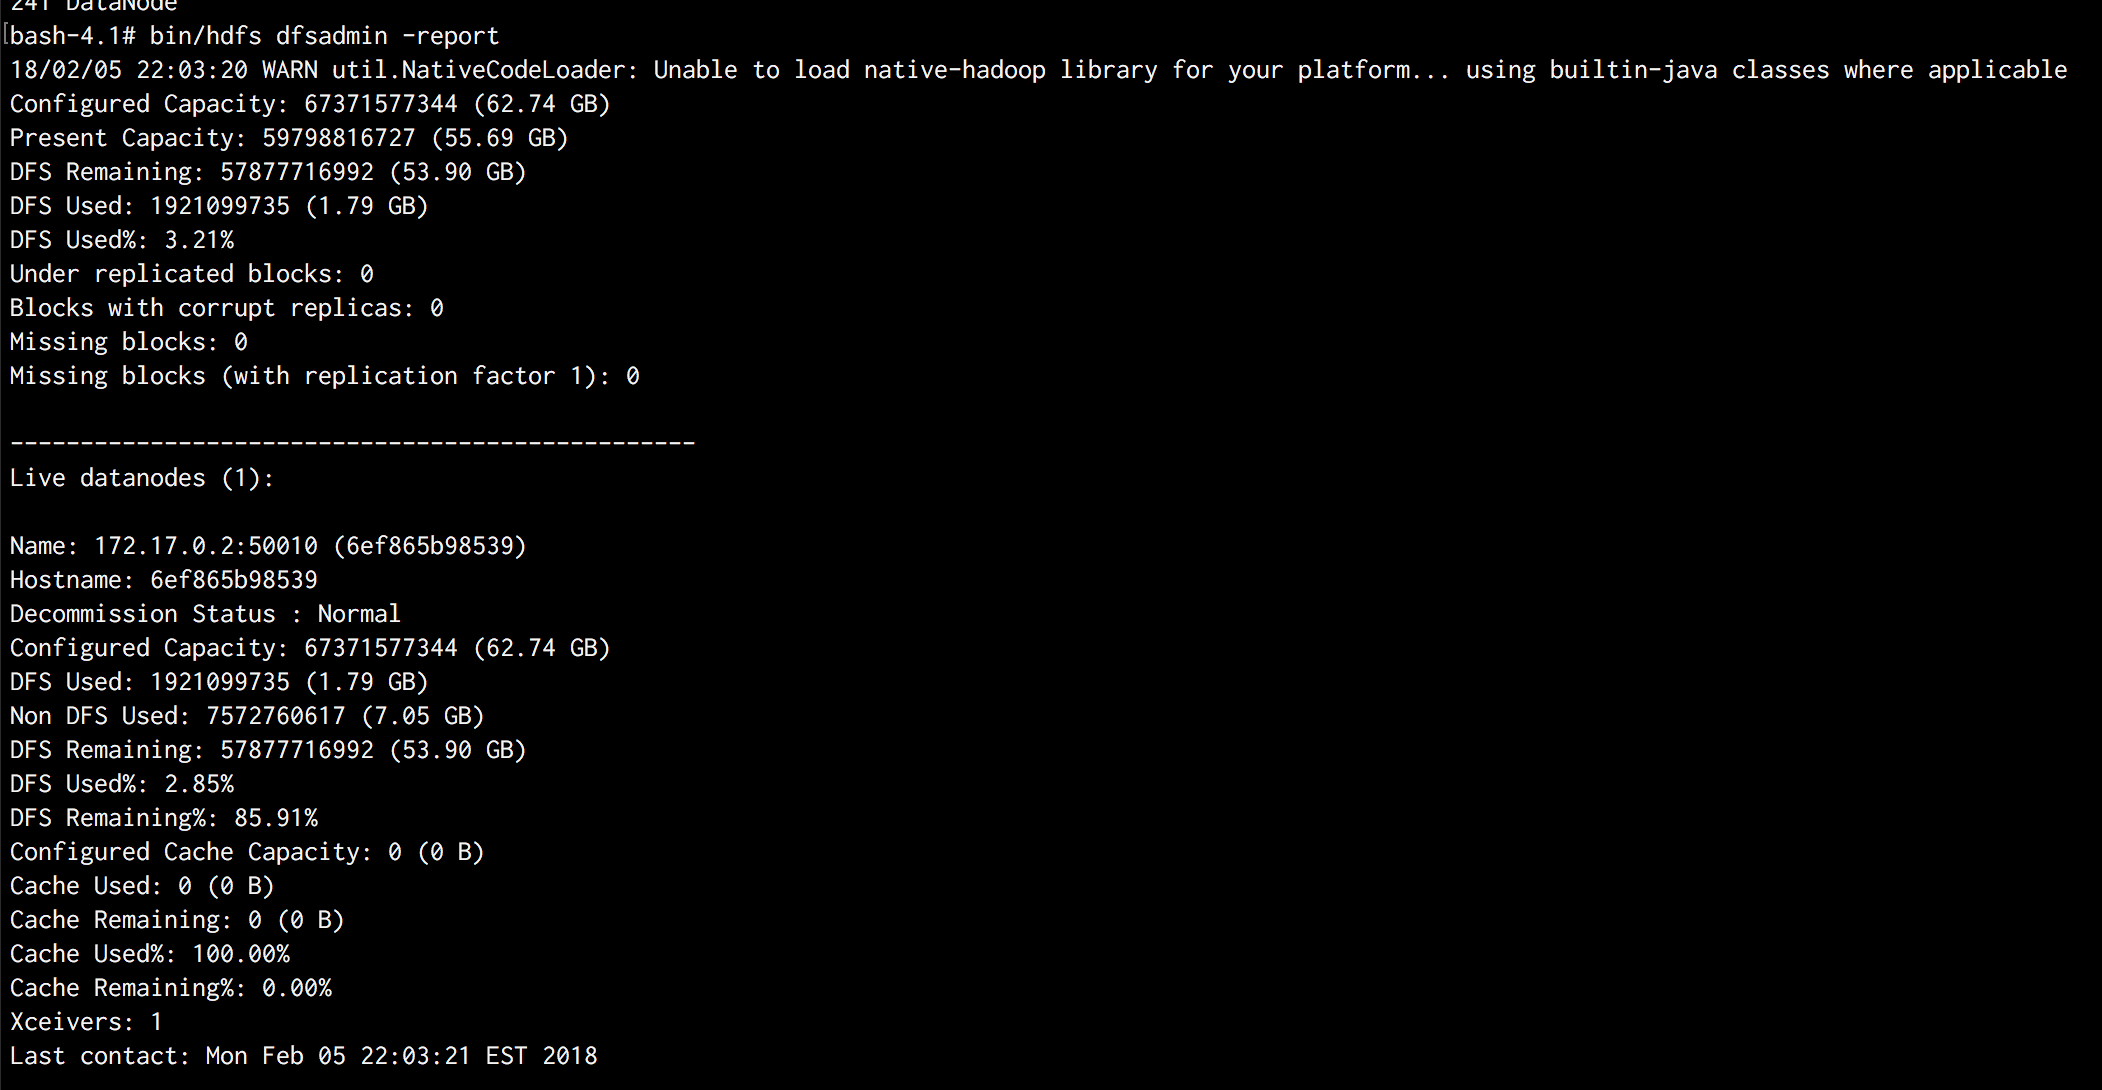 241 DataNode
[bash-4.1# bin/hdfs dfsadmin -report
18/02/05 22:03:20 WARN util.NativeCodeLoader: Unable to load native-hadoop library for your platform... using builtin-java classes where applicable
Configured Capacity: 67371577344 (62.74 GB)
Present Capacity: 59798816727 (55.69 GB)
DFS Remaining: 57877716992 (53.90 GB)
DFS Used: 1921099735 (1.79 GB)
DFS Used%: 3.21%
Under replicated blocks: 0
Blocks with corrupt replicas: 0
Missing blocks: 0
Missing blocks (with replication factor 1): 0
-------------------------------------------------
Live datanodes (1):
Name: 172.17.0.2:50010 (6ef865b98539)
Hostname: 6ef865b98539
Decommission Status : Normal
Configured Capacity: 67371577344 (62.74 GB)
DFS Used: 1921099735 (1.79 GB)
Non DFS Used: 7572760617 (7.05 GB)
DFS Remaining: 57877716992 (53.90 GB)
DFS Used%: 2.85%
DFS Remaining%: 85.91%
Configured Cache Capacity: 0 (0 B)
Cache Used: 0 (0 B)
Cache Remaining: 0 (0 B)
Cache Used%: 100.00%
Cache Remaining%: 0.00%
Xceivers: 1
Last contact: Mon Feb 05 22:03:21 EST 2018